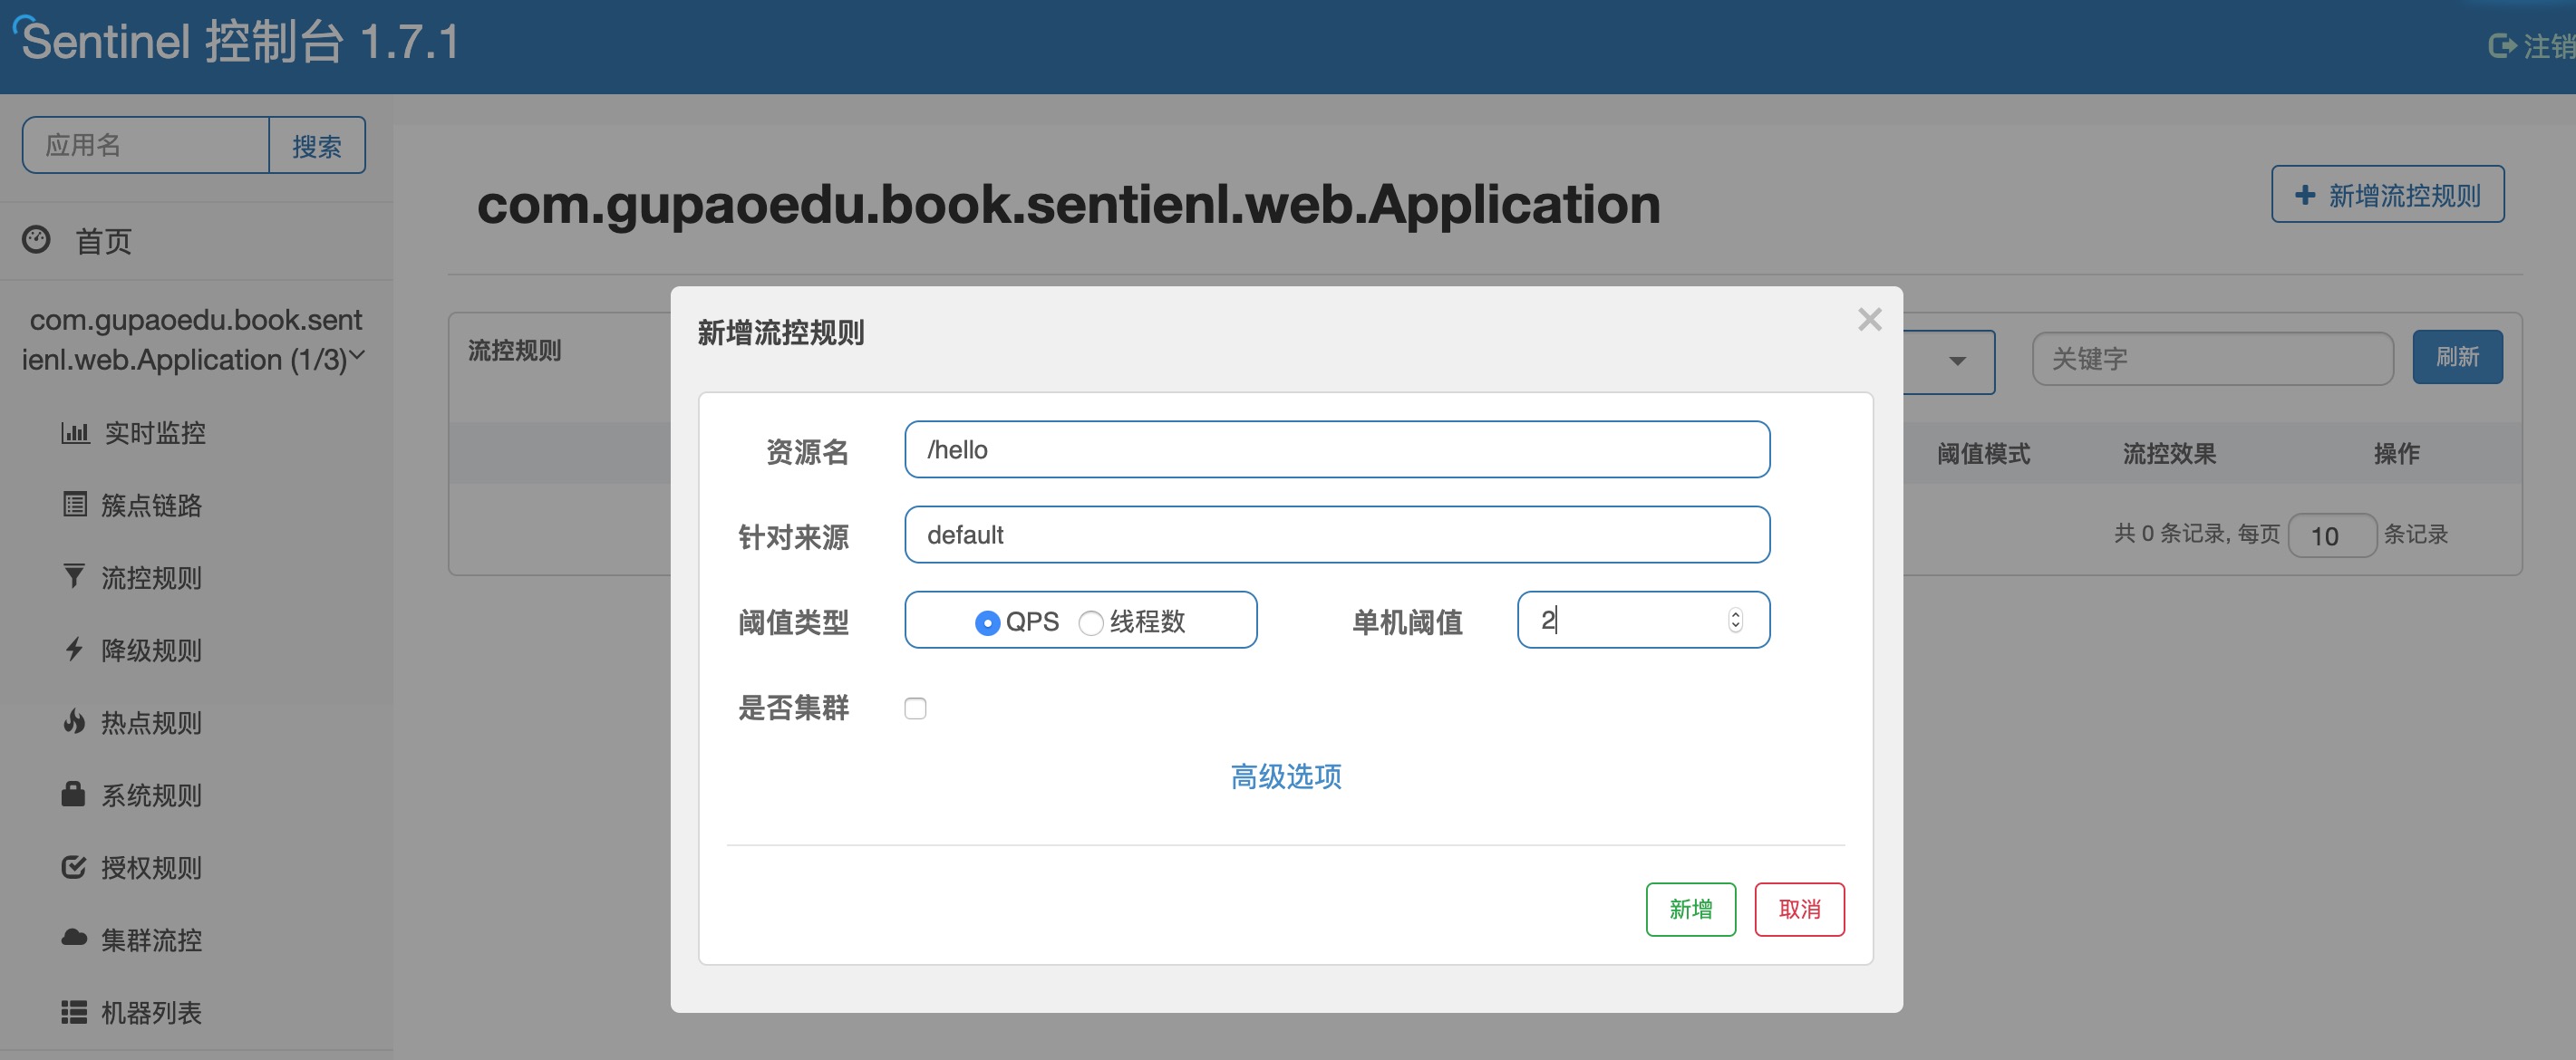 Sentinel 控制台 1.7.1
注销
应用名
搜索
首页
com.gupaoedu.book.sent
ienl.web.Application (1/3)
实时监控
簇点链路
流控规则
降级规则
热点规则
系统规则
授权规则
集群流控
机器列表
com.gupaoedu.book.sentienl.web.Application
新增流控规则
流控规则
关键字
刷新
阈值模式
流控效果
操作
共 0 条记录, 每页 10 条记录
新增流控规则
资源名
/hello
针对来源
default
阈值类型
QPS
线程数
单机阈值
2
是否集群
高级选项
新增
取消